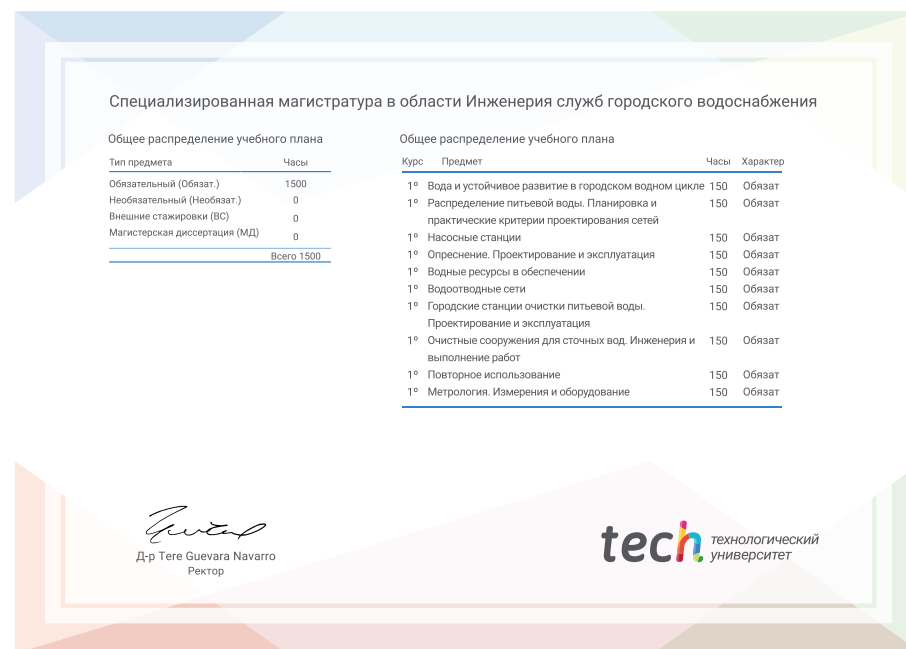 Специализированная магистратура в области Инженерия служб городского водоснабжения
Общее распределение учебного плана
Тип предмета Часы
Обязательный (Обязат.) 1500
Необязательный (Необязат.) 0
Внешние стажировки (ВС) 0
Магистерская диссертация (МД) 0
Всего 1500
Общее распределение учебного плана
Курс Предмет Часы Характер
1º Вода и устойчивое развитие в городском водном цикле 150 Обязат
1º Распределение питьевой воды. Планировка и 150 Обязат
практические критерии проектирования сетей
1º Насосные станции 150 Обязат
1º Опреснение. Проектирование и эксплуатация 150 Обязат
1º Водные ресурсы в обеспечении 150 Обязат
1º Водоотводные сети 150 Обязат
1º Городские станции очистки питьевой воды. 150 Обязат
Проектирование и эксплуатация
1º Очистные сооружения для сточных вод. Инженерия и 150 Обязат
выполнение работ
1º Повторное использование 150 Обязат
1º Метрология. Измерения и оборудование 150 Обязат
Д-р Tere Guevara Navarro
Ректор
tech технологический
университет